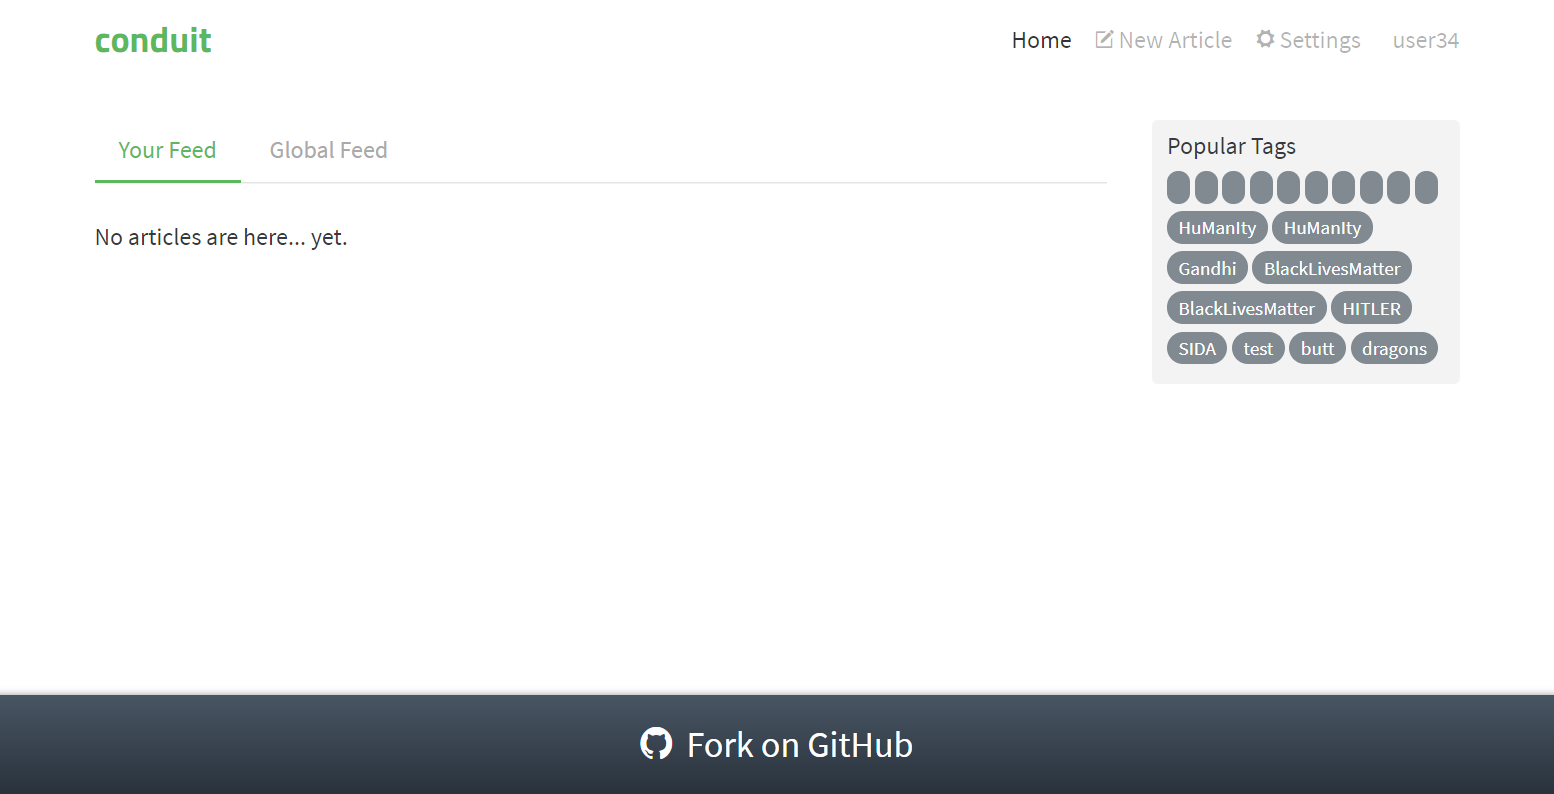 conduit
Home New Article Settings user34
Your Feed Global Feed
No articles are here... yet.
Popular Tags
HuManIty HuManIty
Gandhi BlackLivesMatter
BlackLivesMatter HITLER
SIDA test butt dragons
Fork on GitHub